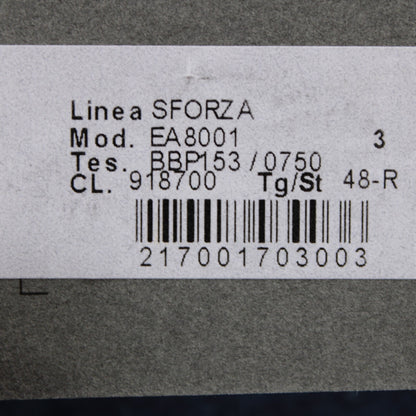 Linea SFORZA
Mod. EA8001 3
Tes. BBP153/0750
CL. 918700 Tg/St 48-R
217001703003